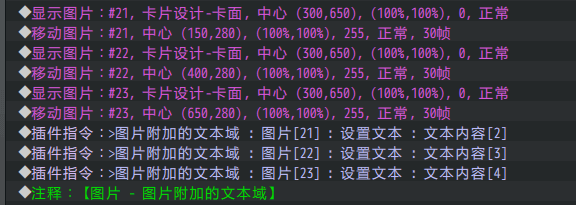 ◆显示图片：#21, 卡片设计-卡面, 中心 (300,650), (100%,100%), 0, 正常
◆移动图片：#21, 中心 (150,280), (100%,100%), 255, 正常, 30帧
◆显示图片：#22, 卡片设计-卡面, 中心 (300,650), (100%,100%), 0, 正常
◆移动图片：#22, 中心 (400,280), (100%,100%), 255, 正常, 30帧
◆显示图片：#23, 卡片设计-卡面, 中心 (300,650), (100%,100%), 0, 正常
◆移动图片：#23, 中心 (650,280), (100%,100%), 255, 正常, 30帧
◆插件指令：>图片附加的文本域 : 图片[21] : 设置文本 : 文本内容[2]
◆插件指令：>图片附加的文本域 : 图片[22] : 设置文本 : 文本内容[3]
◆插件指令：>图片附加的文本域 : 图片[23] : 设置文本 : 文本内容[4]
◆注释：【图片 - 图片附加的文本域】